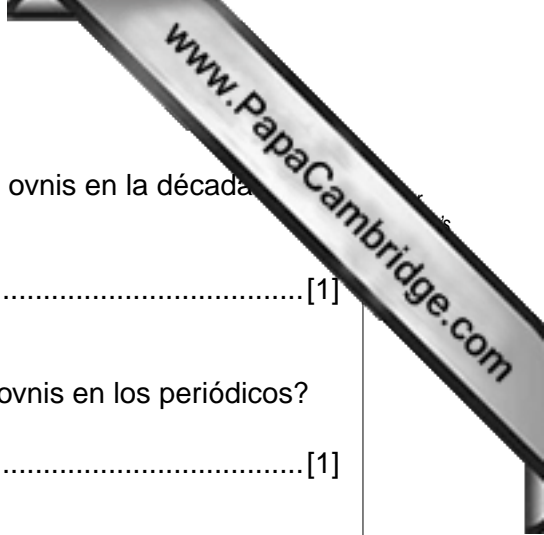 www.PapaCambridge.com
ovnis en la década
....................................[1]
ovnis en los periódicos?
....................................[1]